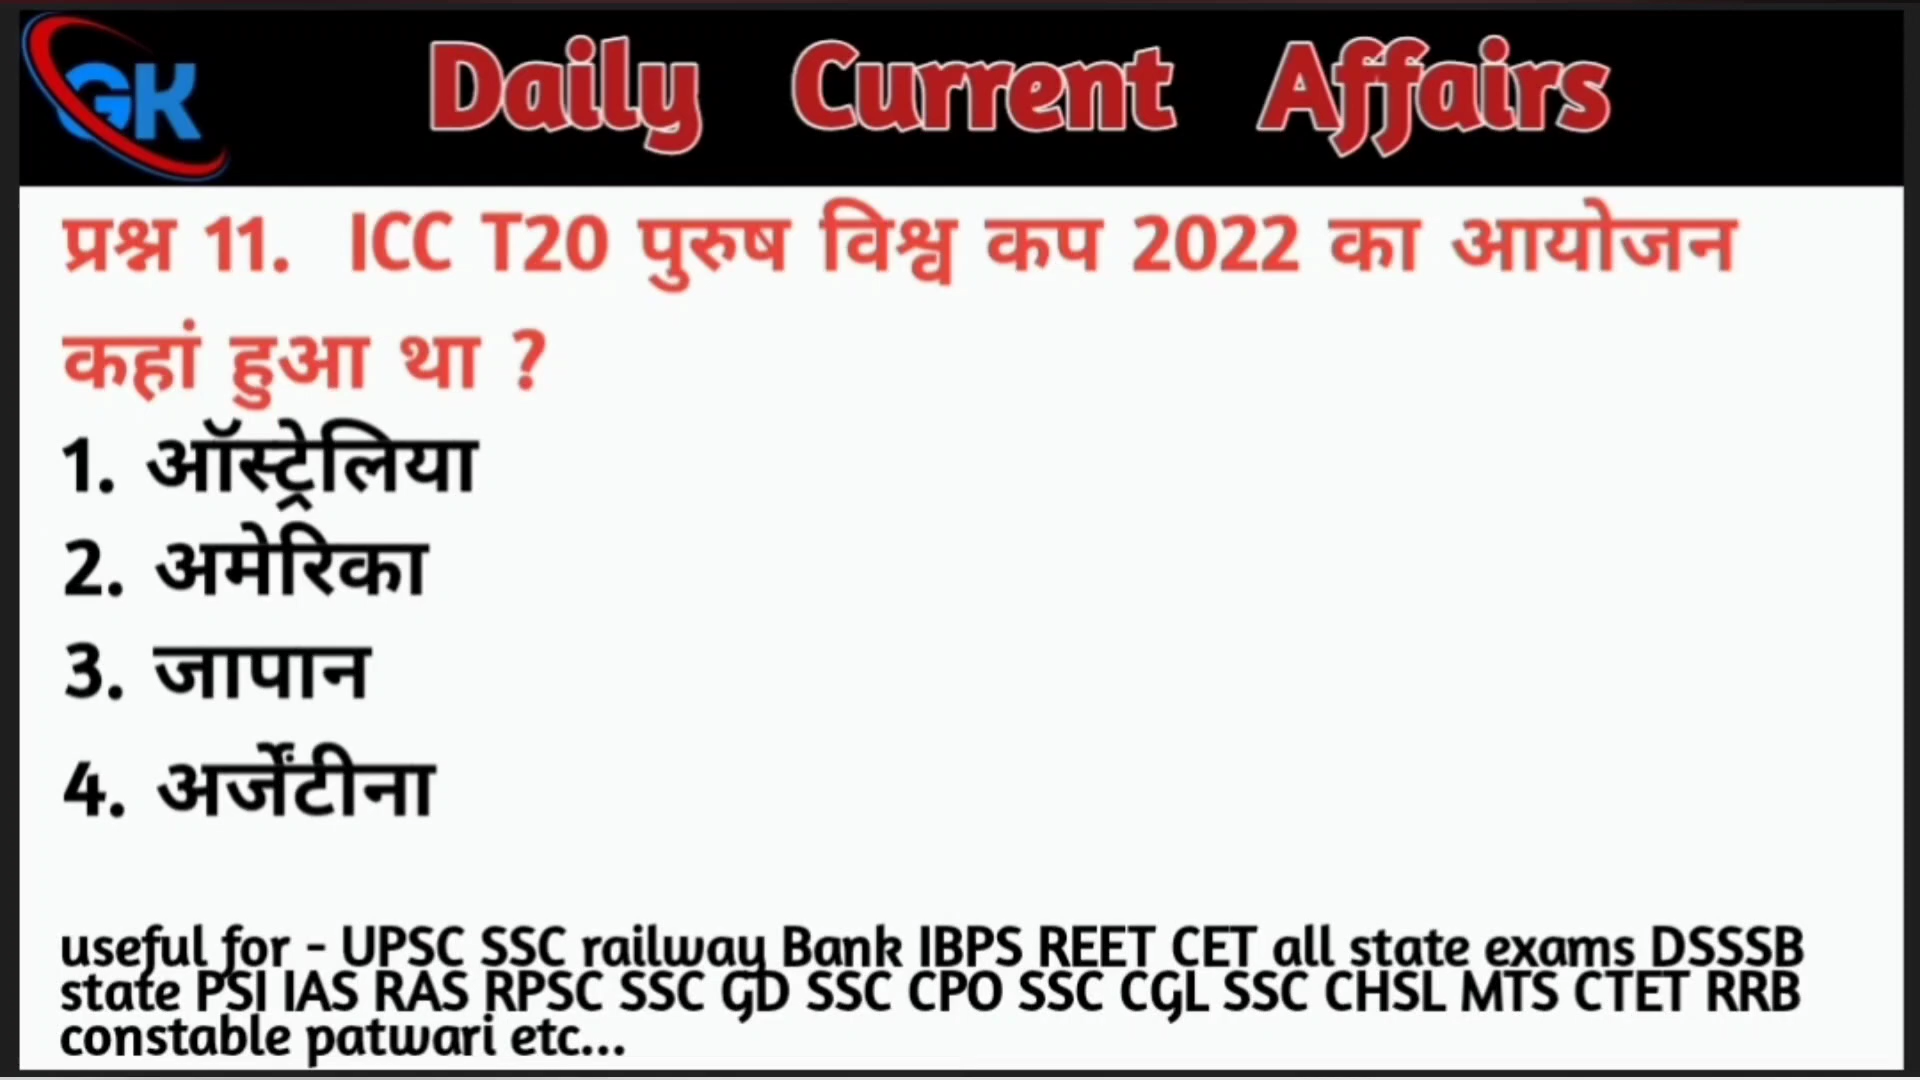 GK
Daily Current Affairs
प्रश्न 11. ICC T20 पुरुष विश्व कप 2022 का आयोजन
कहां हुआ था ?
1. ऑस्ट्रेलिया
2. अमेरिका
3. जापान
4. अर्जेंटीना
useful for - UPSC SSC railway Bank IBPS REET CET all state exams DSSSB
state PSI IAS RAS RPSC SSC GD SSC CPO SSC CGL SSC CHSL MTS CTET RRB
constable patwari etc...